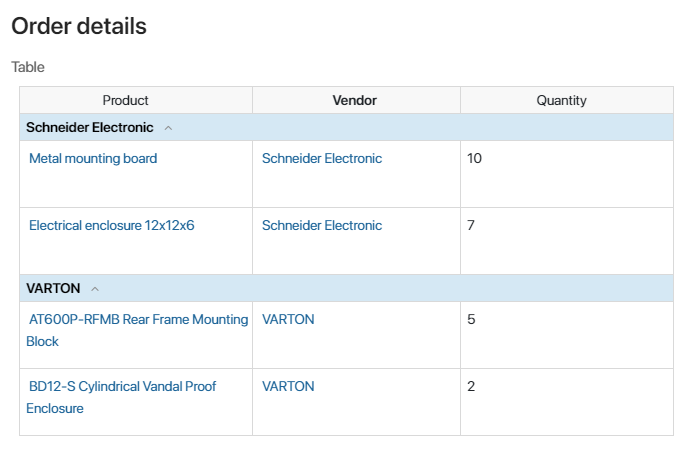 Order details
Table
Product Vendor Quantity
Schneider Electronic
Metal mounting board Schneider Electronic 10
Electrical enclosure 12x12x6 Schneider Electronic 7
VARTON
AT600P-RFMB Rear Frame Mounting VARTON 5
Block
BD12-S Cylindrical Vandal Proof VARTON 2
Enclosure